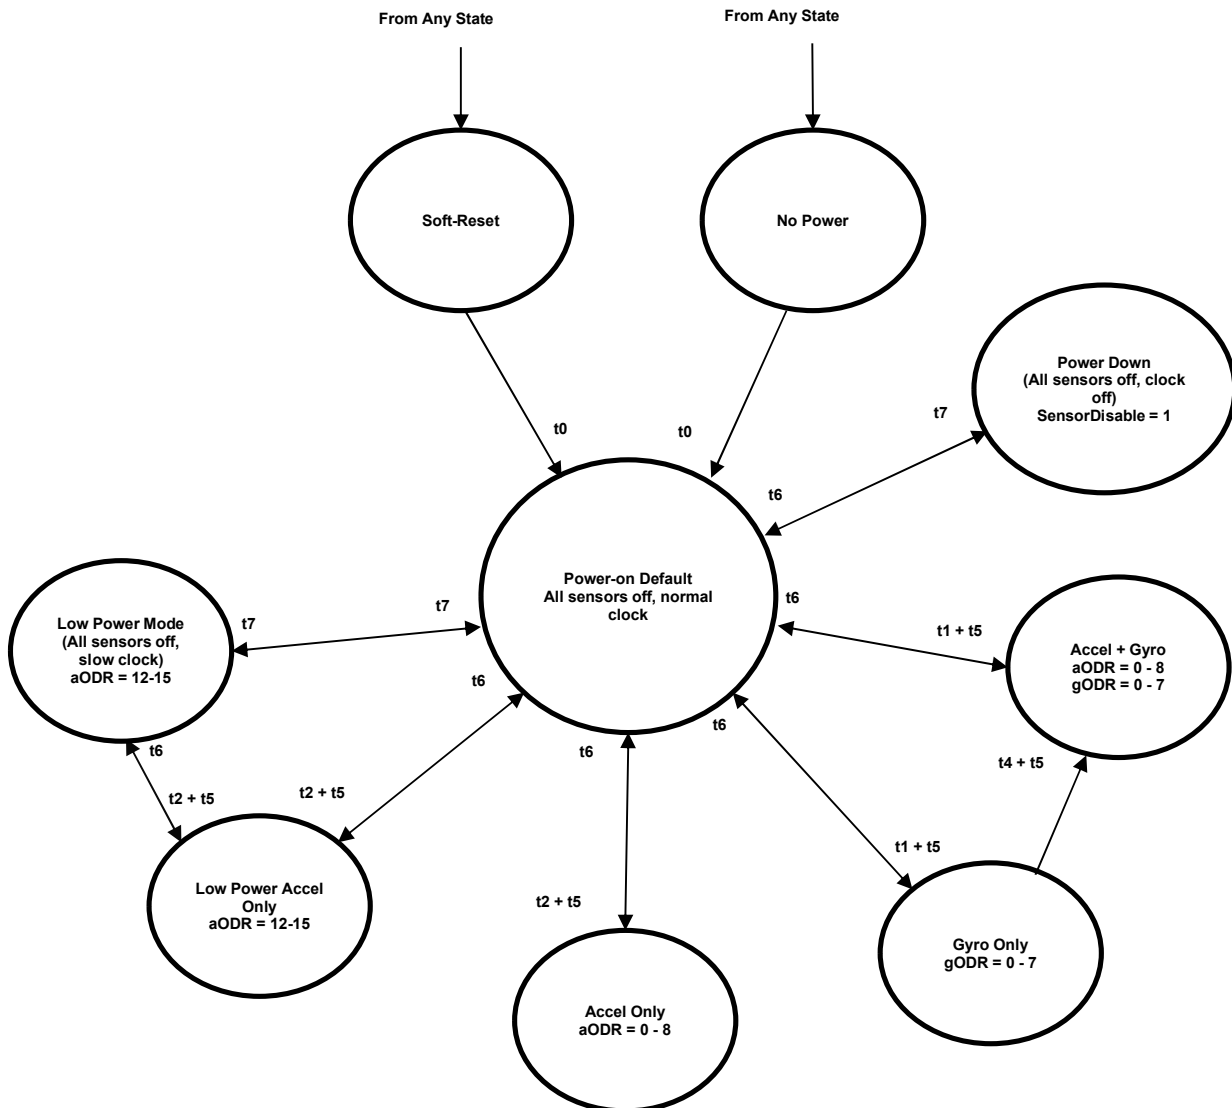 From Any State
From Any State
Soft-Reset
No Power
Power Down
(All sensors off, clock
off)
SensorDisable = 1
t7
t0
t0
t6
Power-on Default
All sensors off, normal
clock
Low Power Mode
(All sensors off,
slow clock)
aODR = 12-15
t7
t7
t6
t1 + t5
Accel + Gyro
aODR = 0 - 8
gODR = 0 - 7
t6
t6
t6
t6
t4 + t5
t2 + t5
t2 + t5
t1 + t5
Low Power Accel
Only
aODR = 12-15
t2 + t5
Gyro Only
gODR = 0 - 7
Accel Only
aODR = 0 - 8